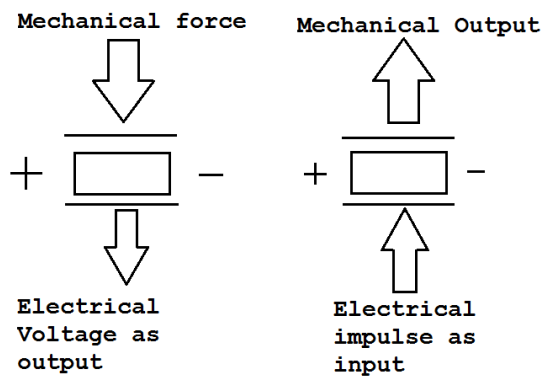 Mechanical force
Mechanical Output
+
-
+
-
Electrical
Voltage as
output
Electrical
impulse as
input